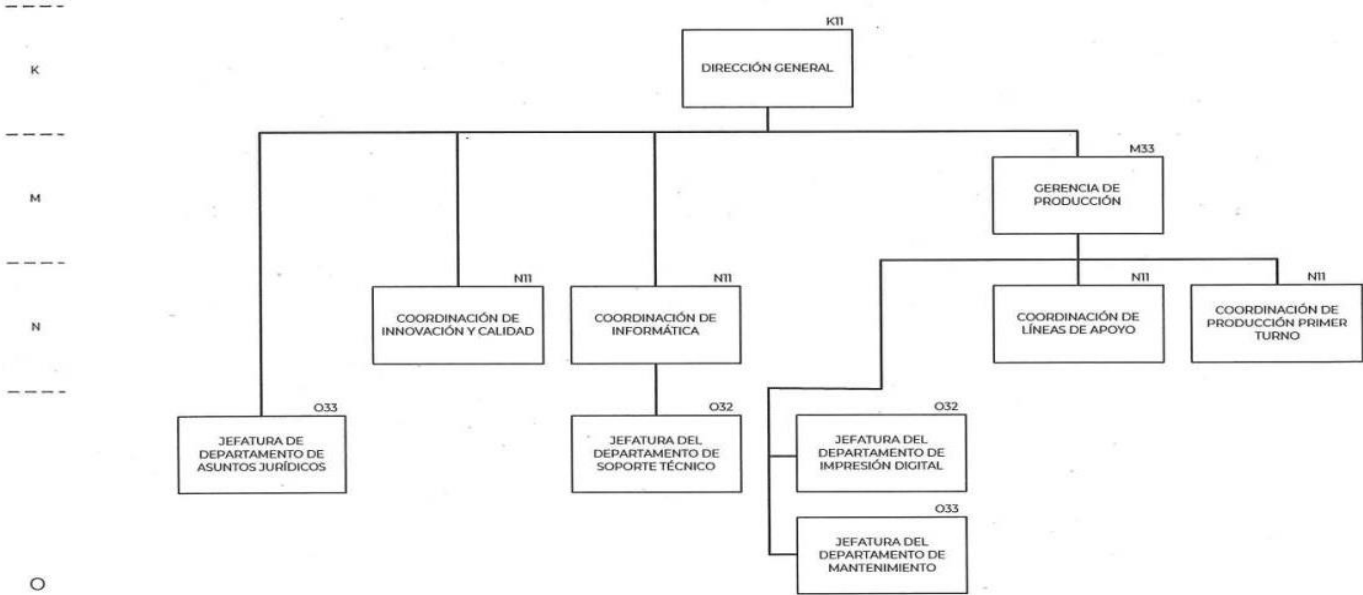 K11
K
DIRECCIÓN GENERAL
M33
M
GERENCIA DE
PRODUCCIÓN
N11
N11
N11
N11
N
COORDINACIÓN DE
INNOVACIÓN Y CALIDAD
COORDINACIÓN DE
INFORMÁTICA
COORDINACIÓN DE
LÍNEAS DE APOYO
COORDINACIÓN DE
PRODUCCIÓN PRIMER
TURNO
O33
O32
O32
JEFATURA DE
DEPARTAMENTO DE
ASUNTOS JURÍDICOS
JEFATURA DEL
DEPARTAMENTO DE
SOPORTE TÉCNICO
JEFATURA DEL
DEPARTAMENTO DE
IMPRESIÓN DIGITAL
O33
JEFATURA DEL
DEPARTAMENTO DE
MANTENIMIENTO
O